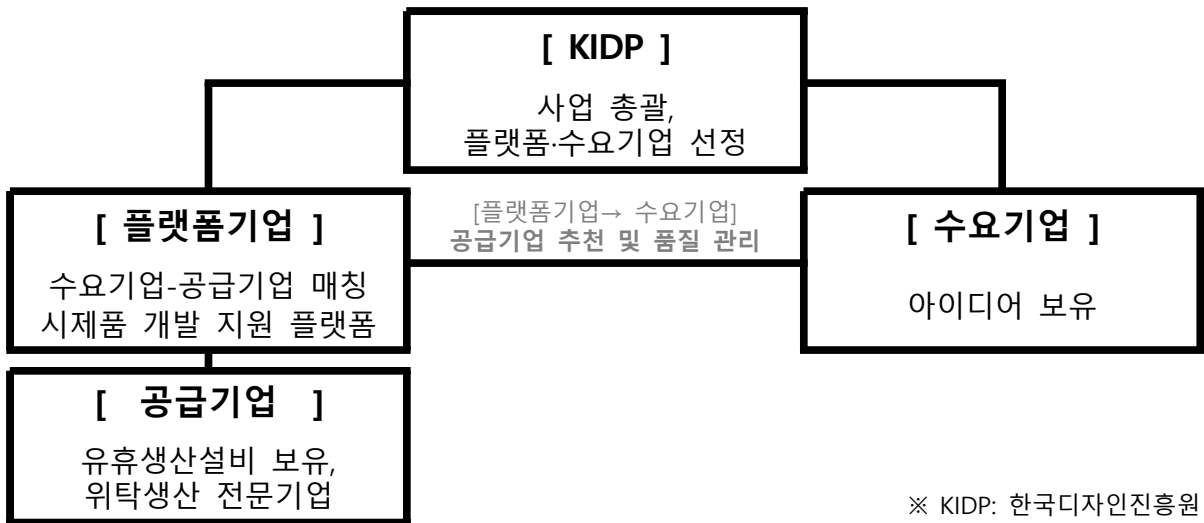 [ KIDP ]
사업 총괄,
플랫폼·수요기업 선정
[ 플랫폼기업 ]
수요기업-공급기업 매칭
시제품 개발 지원 플랫폼
[플랫폼기업→ 수요기업]
공급기업 추천 및 품질 관리
[ 수요기업 ]
아이디어 보유
[ 공급기업 ]
유휴생산설비 보유,
위탁생산 전문기업
※ KIDP: 한국디자인진흥원